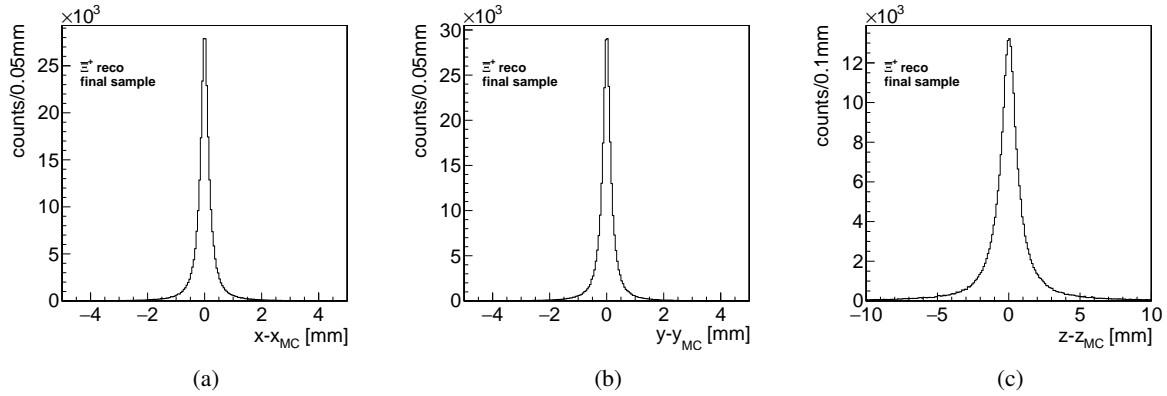 ×10³
counts/0.05mm
Ξ̅⁺ reco
final sample
25
20
15
10
5
0
−4 −2 0 2 4
x-x_MC [mm]
(a)
×10³
counts/0.05mm
Ξ̅⁺ reco
final sample
30
25
20
15
10
5
0
−4 −2 0 2 4
y-y_MC [mm]
(b)
×10³
counts/0.1mm
Ξ̅⁺ reco
final sample
12
10
8
6
4
2
0
−10 −5 0 5 10
z-z_MC [mm]
(c)